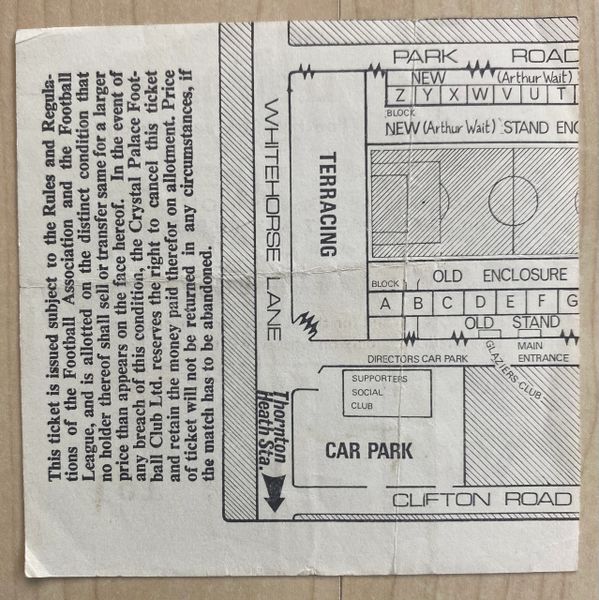 This ticket is issued subject to the Rules and Regula-
tions of the Football Association and the Football
League, and is allotted on the distinct condition that
no holder thereof shall sell or transfer same for a larger
price than appears on the face hereof. In the event of
any breach of this condition, the Crystal Palace Foot-
ball Club Ltd. reserves the right to cancel this ticket
and retain the money paid therefor on allotment. Price
of ticket will not be returned in any circumstances, if
the match has to be abandoned.
PARK ROAD
NEW (Arthur Wait)
Z Y X W V U T
BLOCK
NEW (Arthur Wait) STAND ENC
WHITEHORSE LANE
TERRACING
OLD ENCLOSURE
BLOCK
A B C D E F G
OLD STAND
GLAZIERS CLUB
MAIN
ENTRANCE
DIRECTORS CAR PARK
SUPPORTERS
SOCIAL
CLUB
CAR PARK
Thornton
Heath Sta.
CLIFTON ROAD